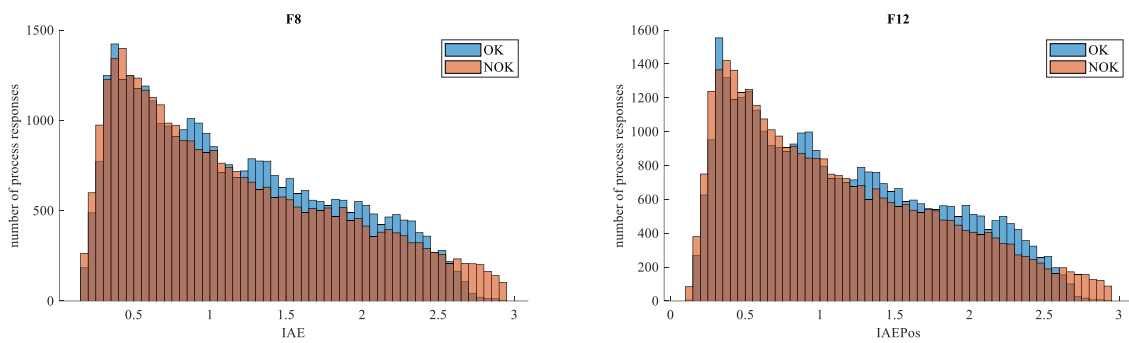 F8
number of process responses
1500
1000
500
0
0.5 1 1.5 2 2.5 3
IAE
OK
NOK
F12
number of process responses
1600
1400
1200
1000
800
600
400
200
0
0 0.5 1 1.5 2 2.5 3
IAEPos
OK
NOK